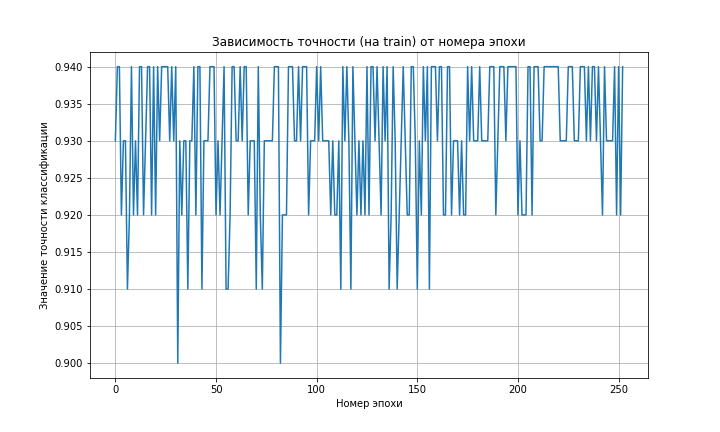 Зависимость точности (на train) от номера эпохи
Значение точности классификации
0.940
0.935
0.930
0.925
0.920
0.915
0.910
0.905
0.900
0 50 100 150 200 250
Номер эпохи